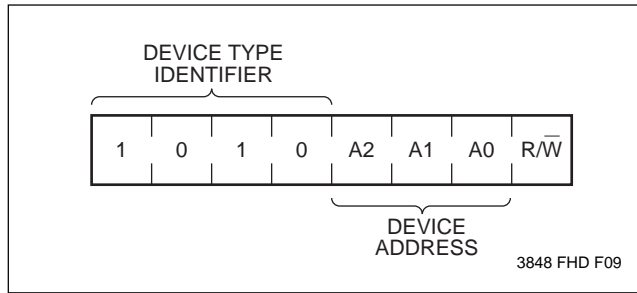 DEVICE TYPE
IDENTIFIER
1 0 1 0 A2 A1 A0 R/W̅
DEVICE
ADDRESS
3848 FHD F09